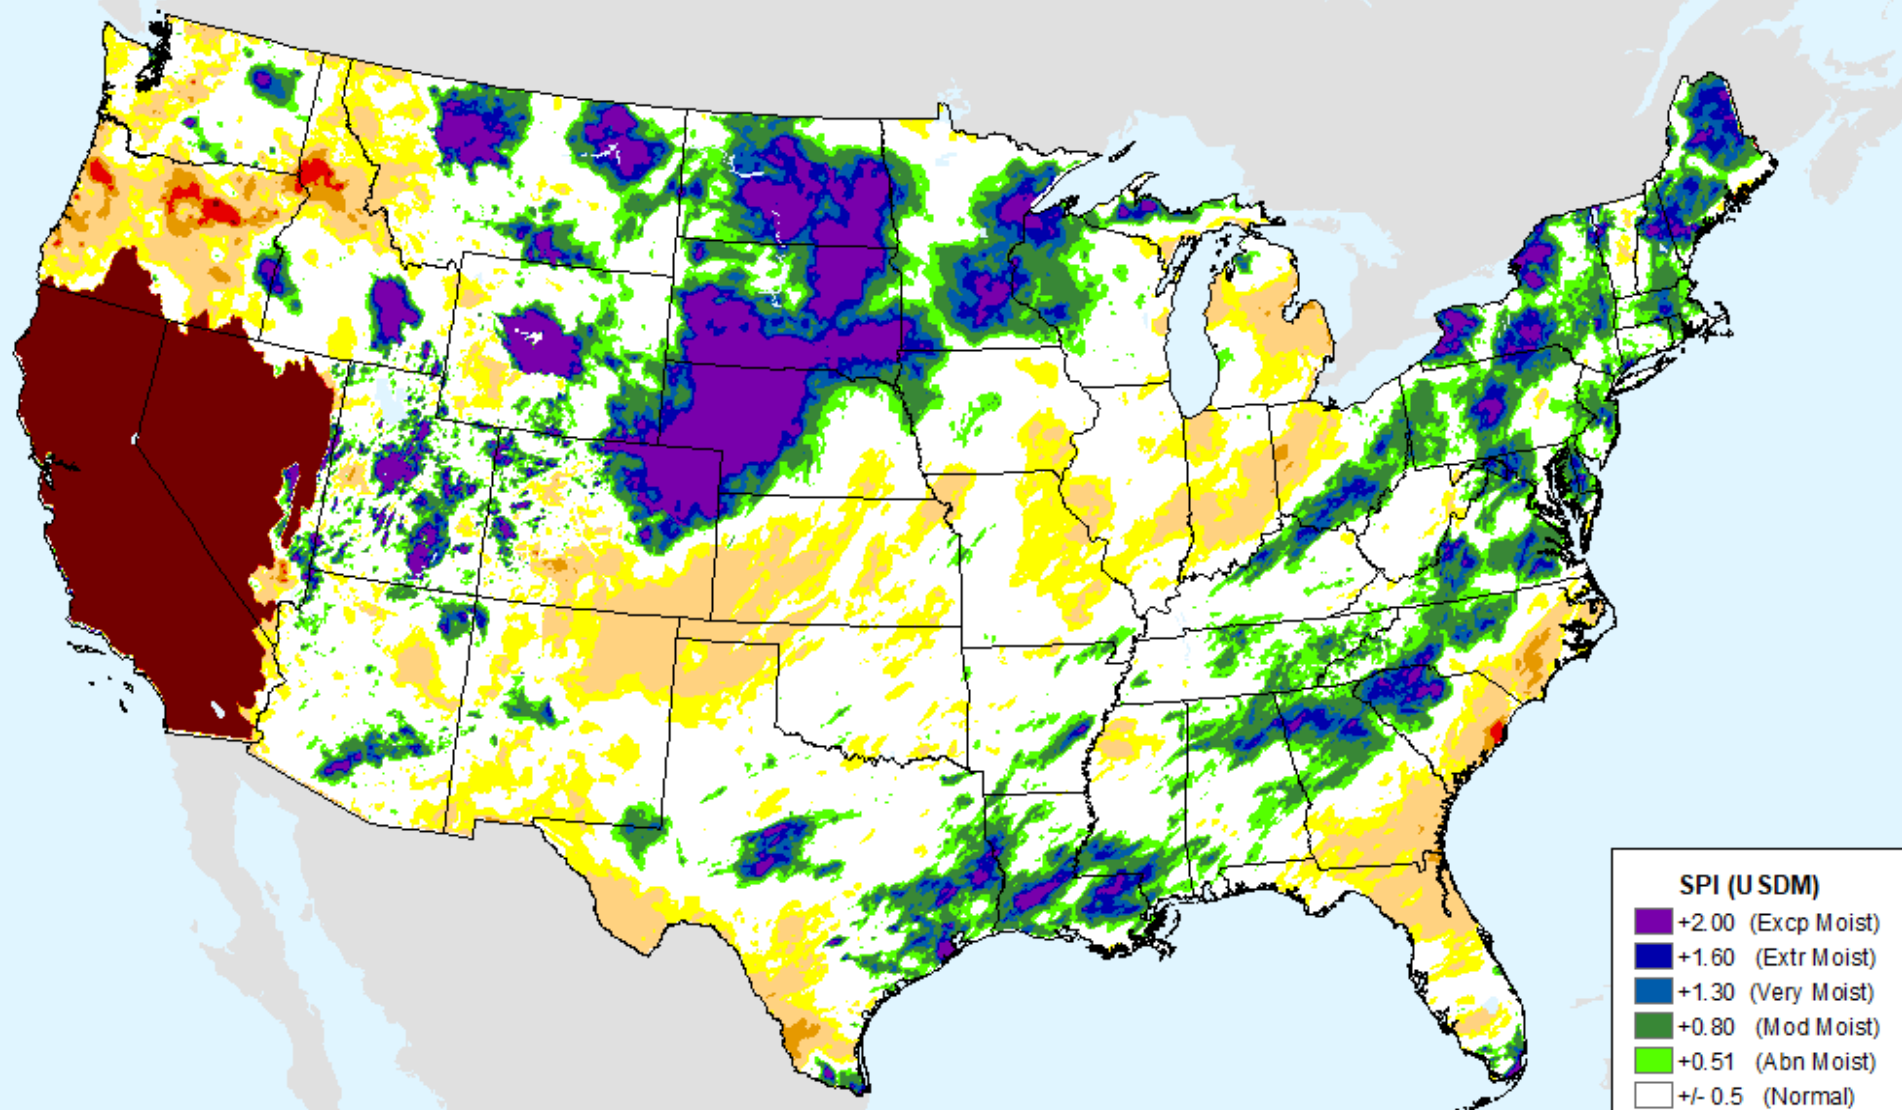 SPI (USDM)
+2.00 (Excp Moist)
+1.60 (Extr Moist)
+1.30 (Very Moist)
+0.80 (Mod Moist)
+0.51 (Abn Moist)
+/- 0.5 (Normal)